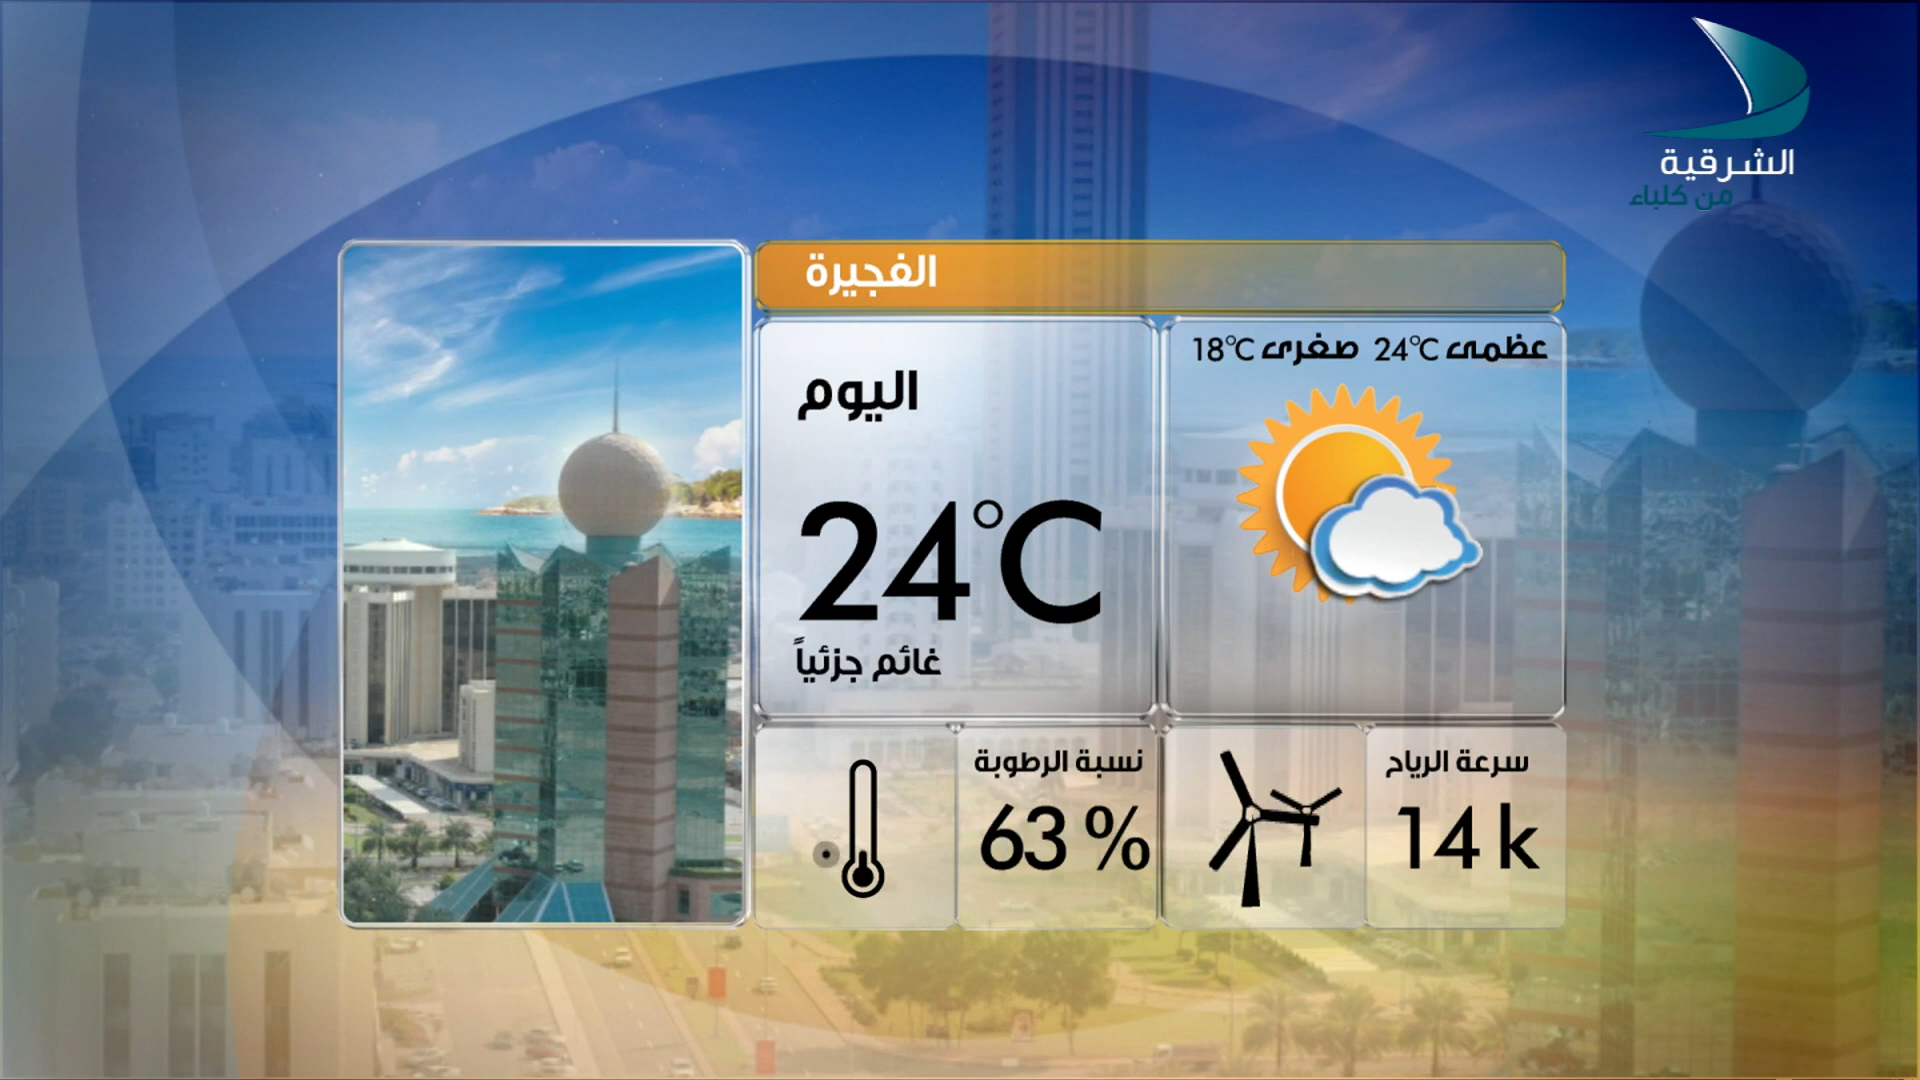 الشرقية
من كلباء
الفجيرة
عظمى 24°C صغرى 18°C
اليوم
24°C
غائم جزئياً
سرعة الرياح
14 k
نسبة الرطوبة
63 %